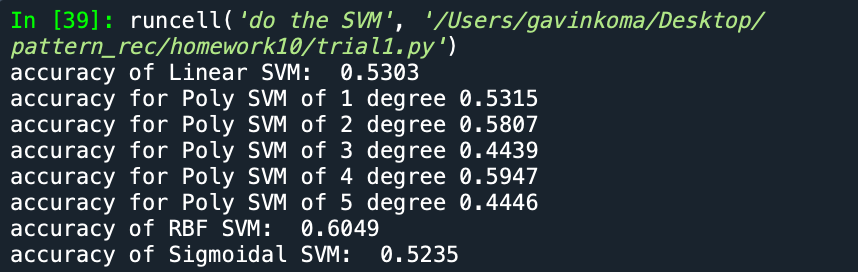 In [39]: runcell('do the SVM', '/Users/gavinkoma/Desktop/
pattern_rec/homework10/trial1.py')
accuracy of Linear SVM:  0.5303
accuracy for Poly SVM of 1 degree 0.5315
accuracy for Poly SVM of 2 degree 0.5807
accuracy for Poly SVM of 3 degree 0.4439
accuracy for Poly SVM of 4 degree 0.5947
accuracy for Poly SVM of 5 degree 0.4446
accuracy of RBF SVM:  0.6049
accuracy of Sigmoidal SVM:  0.5235